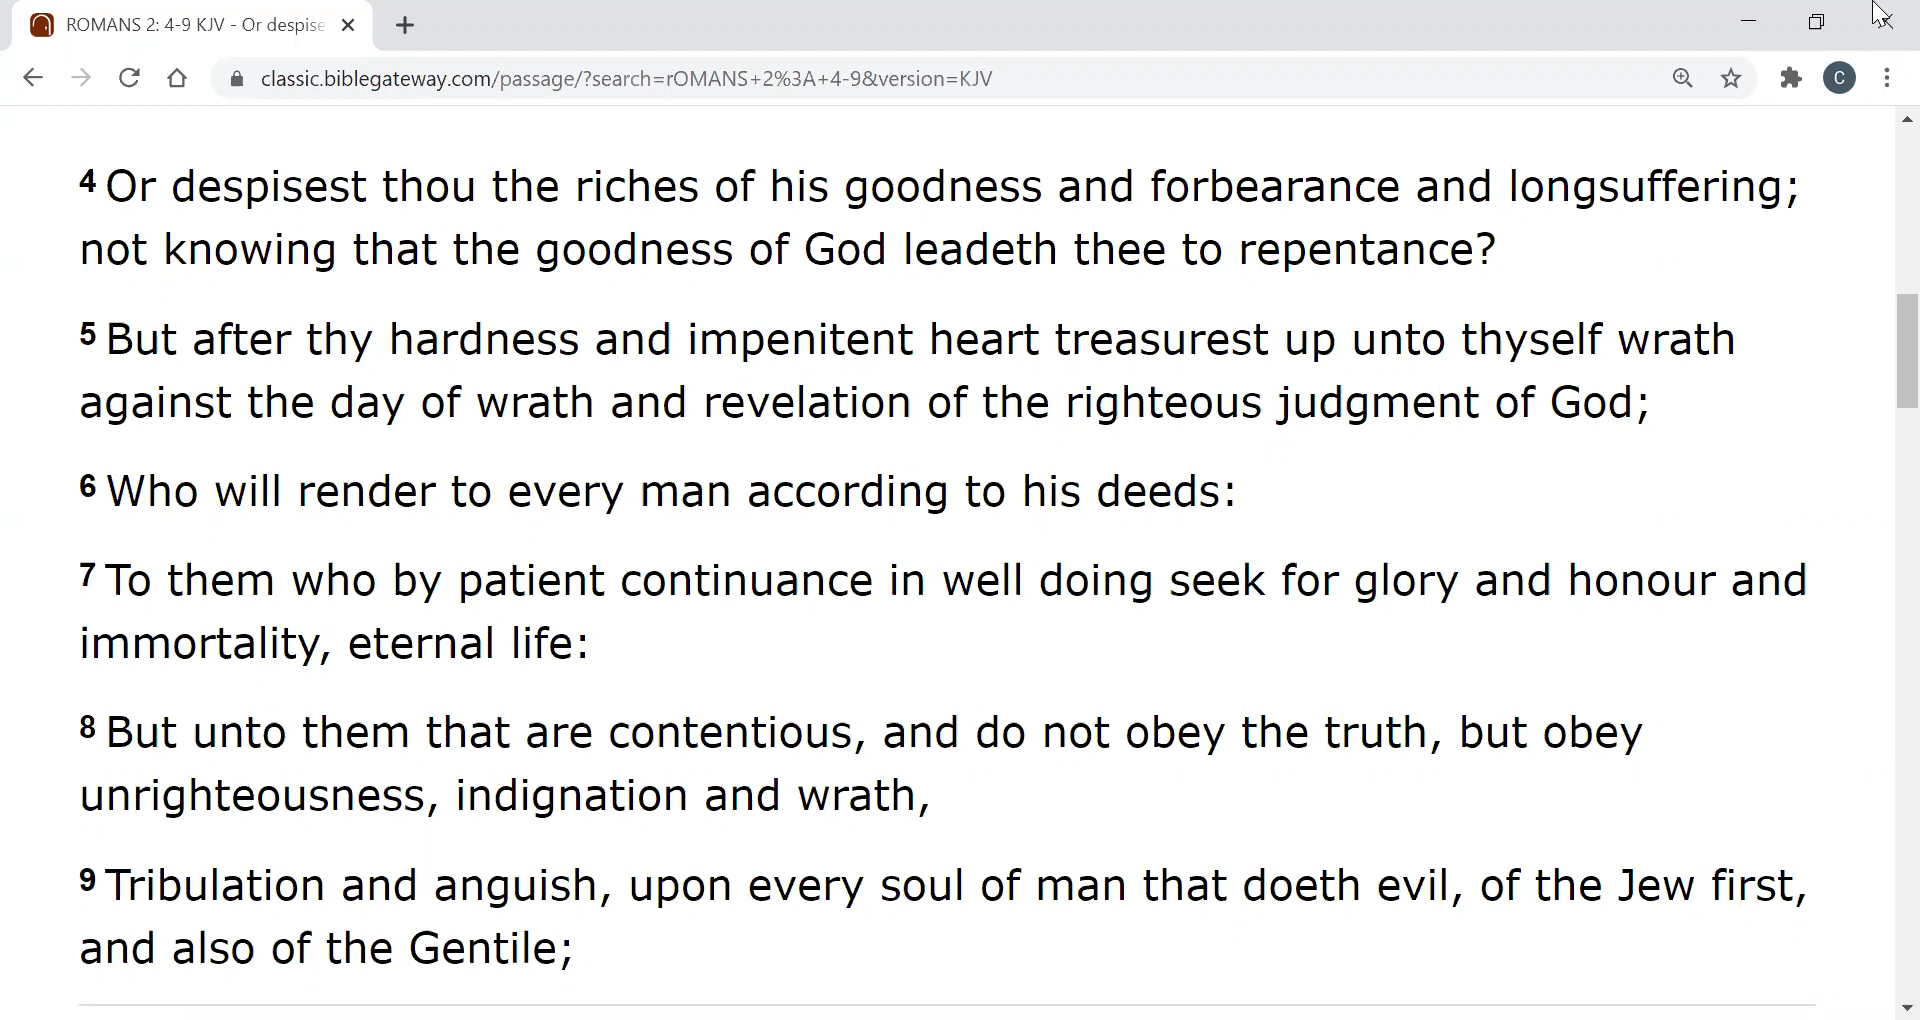 ROMANS 2: 4-9 KJV - Or despise
classic.biblegateway.com/passage/?search=rOMANS+2%3A+4-9&version=KJV
C
4 Or despisest thou the riches of his goodness and forbearance and longsuffering;
not knowing that the goodness of God leadeth thee to repentance?
5 But after thy hardness and impenitent heart treasurest up unto thyself wrath
against the day of wrath and revelation of the righteous judgment of God;
6 Who will render to every man according to his deeds:
7 To them who by patient continuance in well doing seek for glory and honour and
immortality, eternal life:
8 But unto them that are contentious, and do not obey the truth, but obey
unrighteousness, indignation and wrath,
9 Tribulation and anguish, upon every soul of man that doeth evil, of the Jew first,
and also of the Gentile;